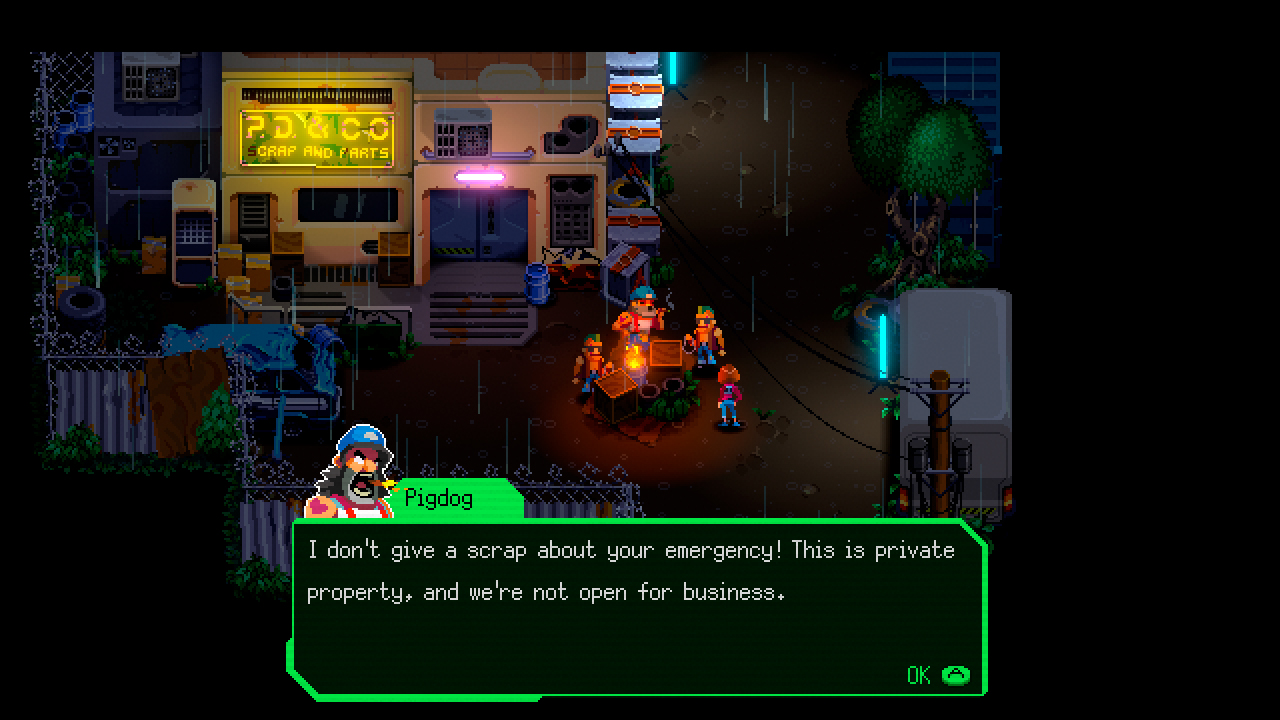 P.D.Y & CO
SCRAP AND PARTS
Pigdog
I don't give a scrap about your emergency! This is private
property, and we're not open for business.
OK